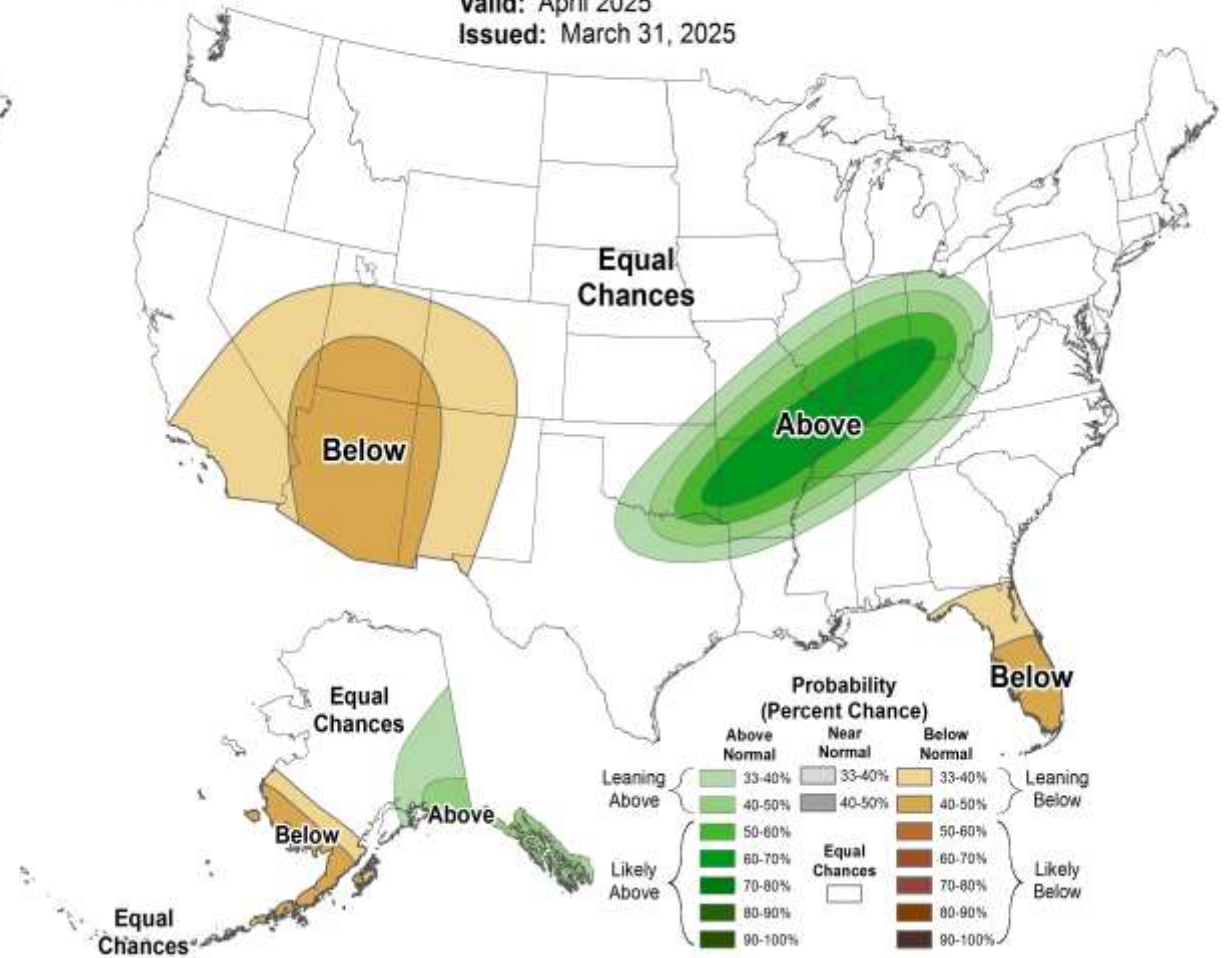 Valid: April 2025
Issued: March 31, 2025
Equal
Chances
Above
Below
Below
Equal
Chances
Above
Below
Equal
Chances
Probability
(Percent Chance)
Above
Normal
Near
Normal
Below
Normal
Leaning
Above
33-40%
33-40%
33-40%
Leaning
Below
40-50%
40-50%
40-50%
50-60%
50-60%
Likely
Above
60-70%
Equal
Chances
60-70%
Likely
Below
70-80%
70-80%
80-90%
80-90%
90-100%
90-100%